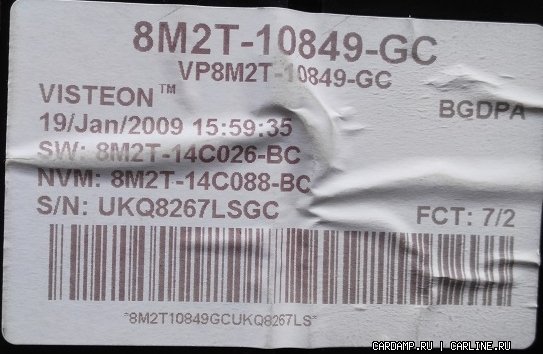 8M2T-10849-GC
VP8M2T-10849-GC
VISTEON™
BGDPA
19/Jan/2009 15:59:35
SW: 8M2T-14C026-BC
NVM: 8M2T-14C088-BC
S/N: UKQ8267LSGC
FCT: 7/2
*8M2T10849GCUKQ8267LS*
CARDAMP.RU | CARLINE.RU